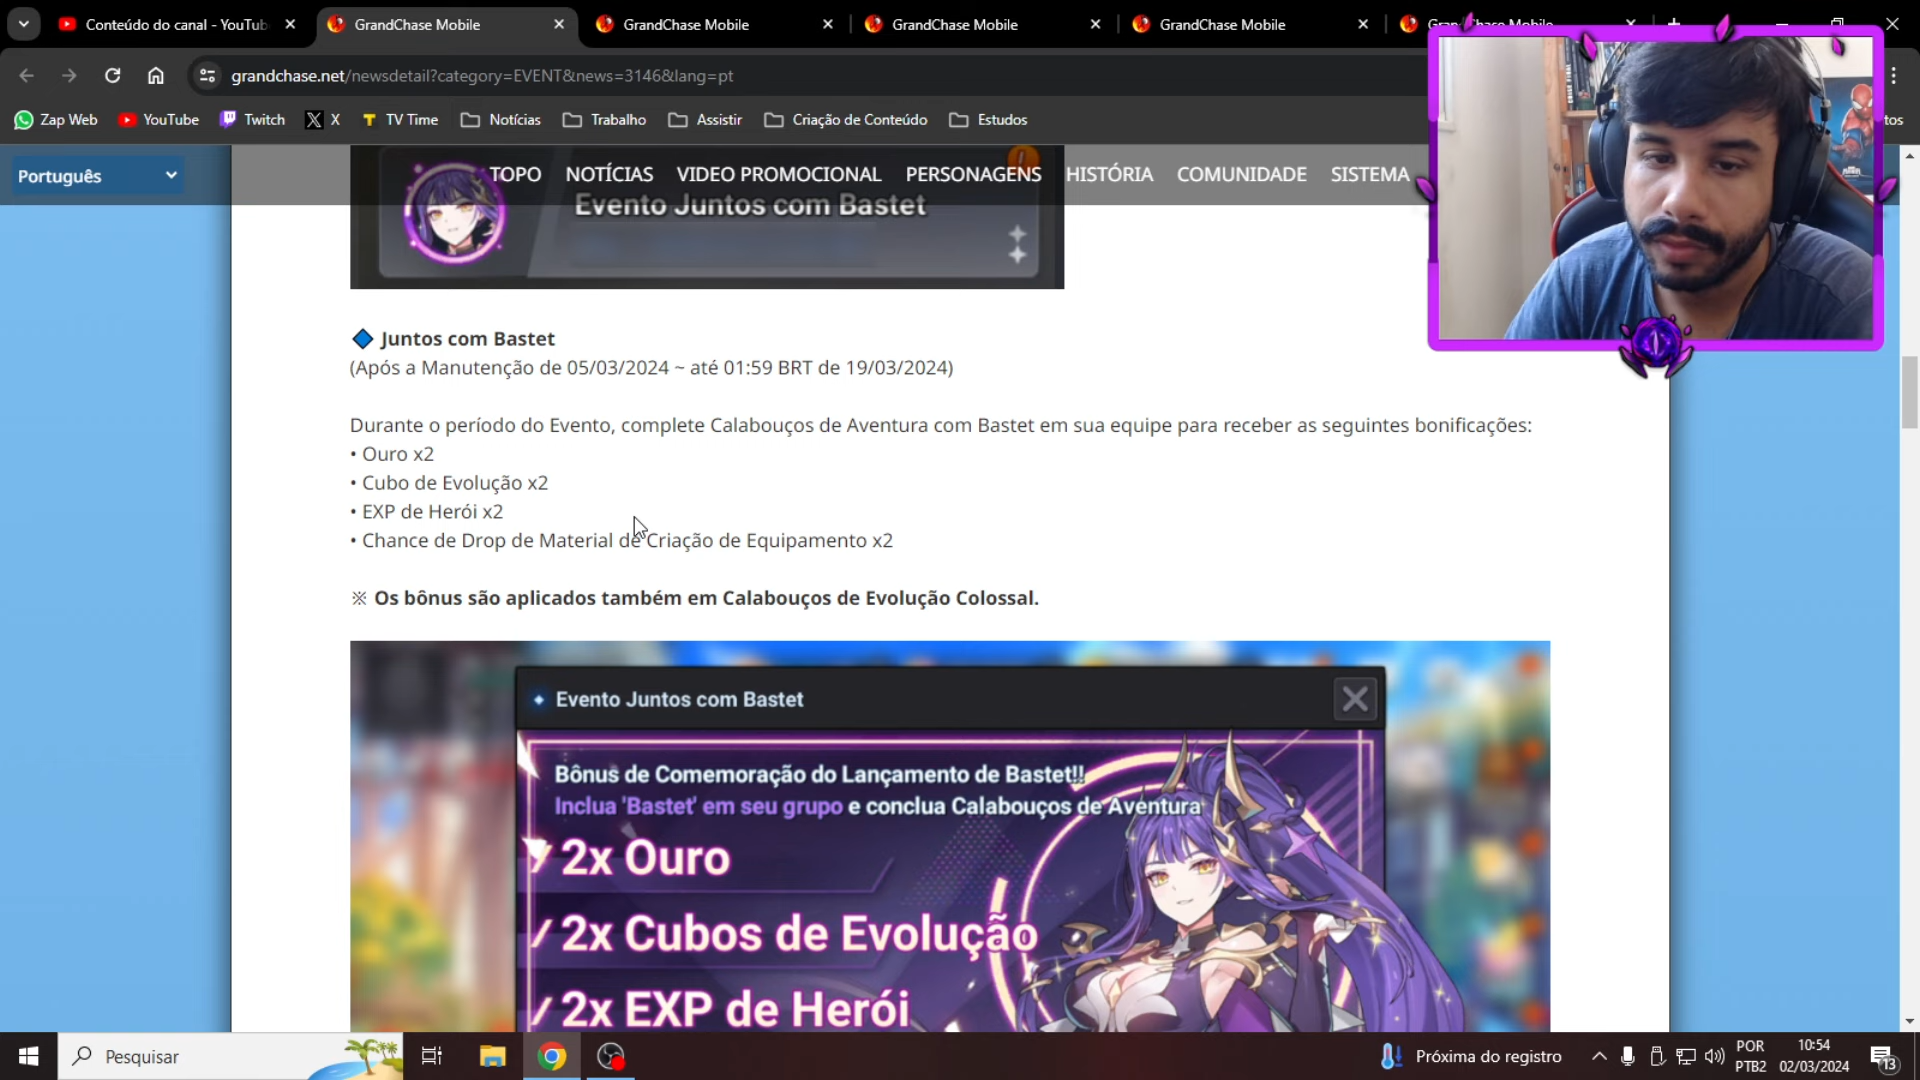 Conteúdo do canal - YouTub
GrandChase Mobile
GrandChase Mobile
GrandChase Mobile
GrandChase Mobile
grandchase.net/newsdetail?category=EVENT&news=3146&lang=pt
Zap Web
YouTube
Twitch
X
TV Time
Notícias
Trabalho
Assistir
Criação de Conteúdo
Estudos
Português
TOPO NOTÍCIAS VIDEO PROMOCIONAL PERSONAGENS HISTÓRIA COMUNIDADE SISTEMA
Evento Juntos com Bastet
Juntos com Bastet
(Após a Manutenção de 05/03/2024 ~ até 01:59 BRT de 19/03/2024)
Durante o período do Evento, complete Calabouços de Aventura com Bastet em sua equipe para receber as seguintes bonificações:
• Ouro x2
• Cubo de Evolução x2
• EXP de Herói x2
• Chance de Drop de Material de Criação de Equipamento x2
※ Os bônus são aplicados também em Calabouços de Evolução Colossal.
Evento Juntos com Bastet
Bônus de Comemoração do Lançamento de Bastet!!
Inclua 'Bastet' em seu grupo e conclua Calabouços de Aventura
2x Ouro
2x Cubos de Evolução
2x EXP de Herói
Pesquisar
Próxima do registro
POR
PTB2
10:54
02/03/2024
13